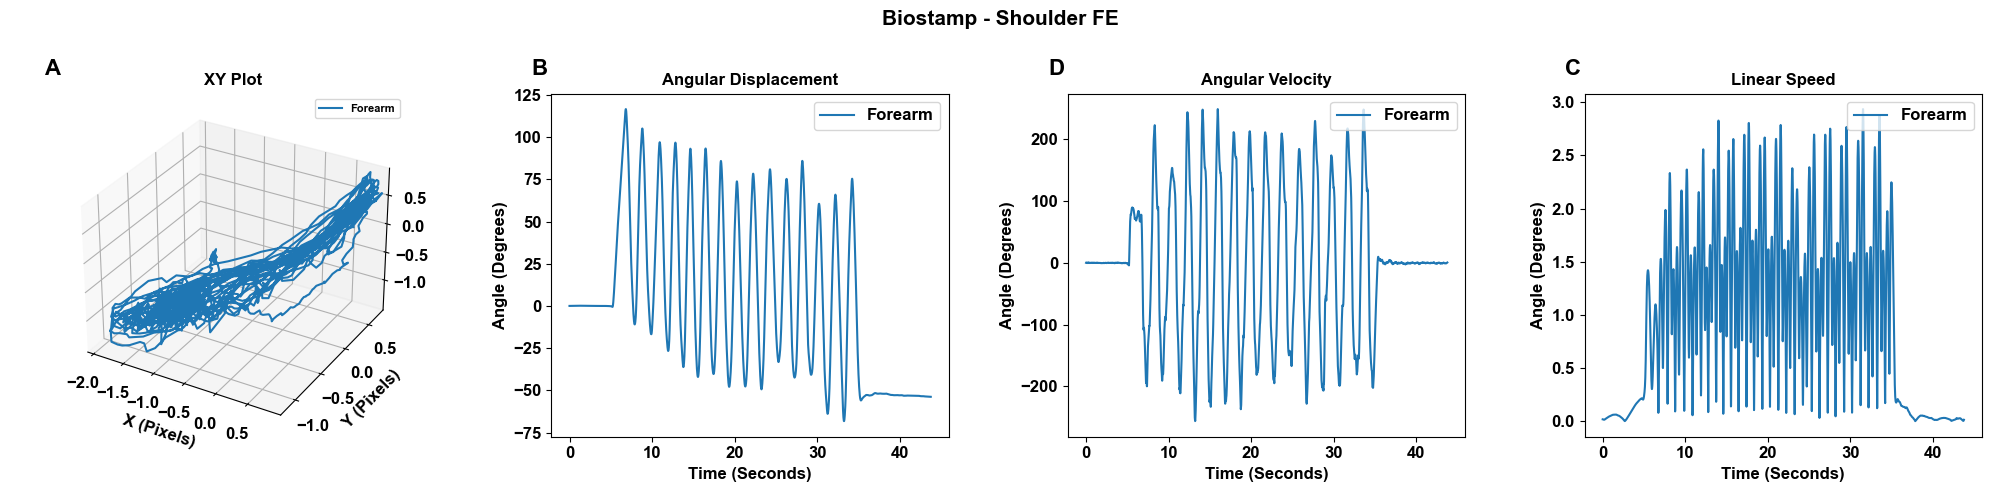 Biostamp - Shoulder FE
A
XY Plot
Forearm
0.5
0.0
−0.5
−1.0
0.5
0.0
−0.5
−1.0
Y (Pixels)
−2.0
−1.5
−1.0
−0.5
0.0
0.5
X (Pixels)
B
Angular Displacement
Forearm
125
100
75
50
25
0
−25
−50
−75
Angle (Degrees)
0 10 20 30 40
Time (Seconds)
D
Angular Velocity
Forearm
200
100
0
−100
−200
Angle (Degrees)
0 10 20 30 40
Time (Seconds)
C
Linear Speed
Forearm
3.0
2.5
2.0
1.5
1.0
0.5
0.0
Angle (Degrees)
0 10 20 30 40
Time (Seconds)